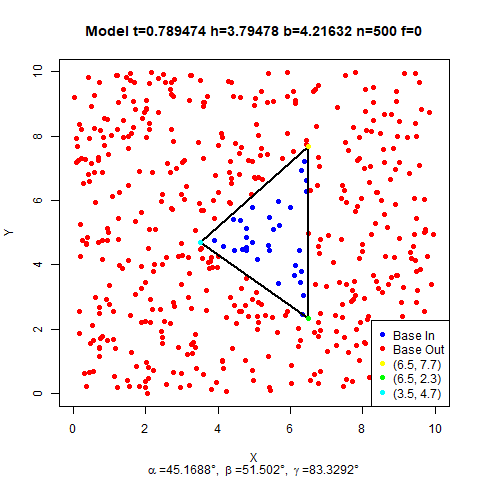 Model t=0.789474 h=3.79478 b=4.21632 n=500 f=0
10
8
6
4
2
0
Y
Base In
Base Out
(6.5, 7.7)
(6.5, 2.3)
(3.5, 4.7)
0 2 4 6 8 10
X
α=45.1688°, β=51.502°, γ=83.3292°